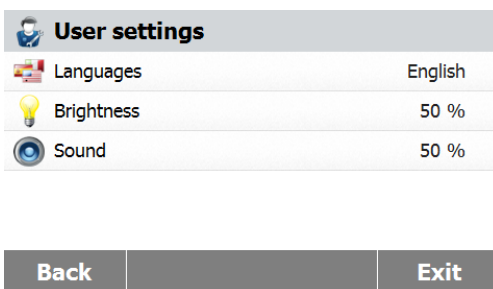 User settings
Languages English
Brightness 50 %
Sound 50 %
Back Exit